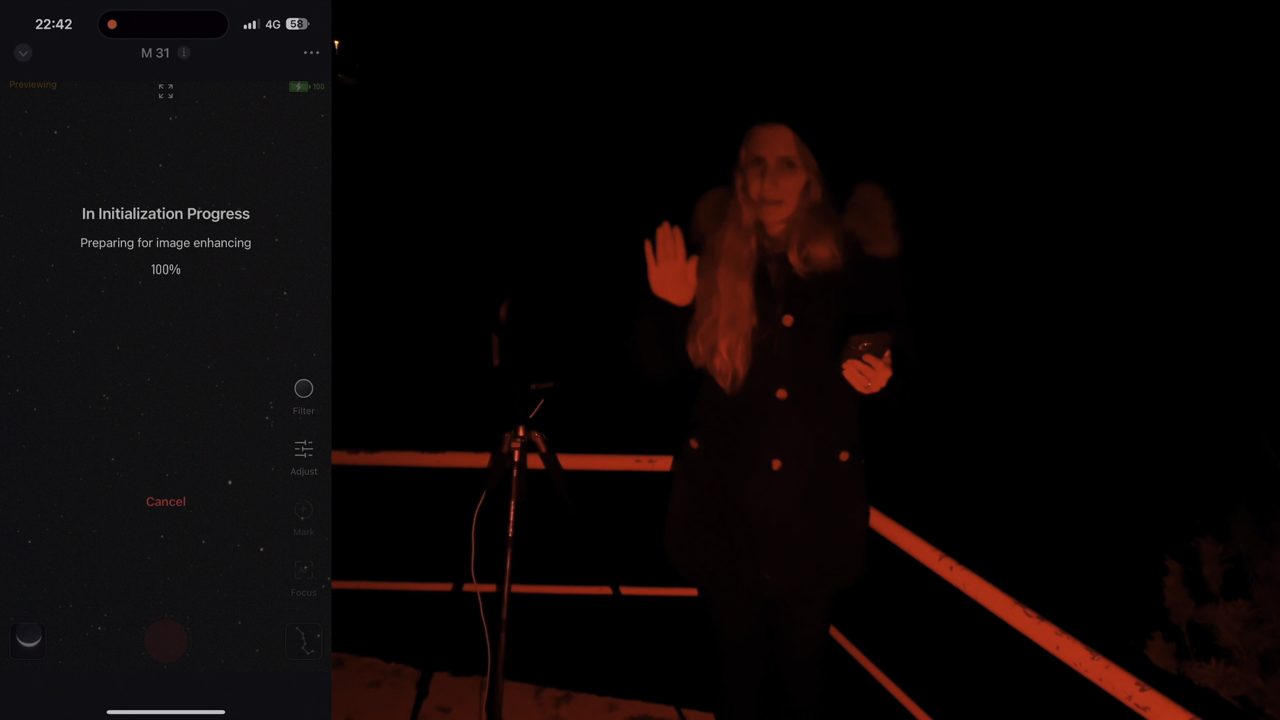 22:42 4G 58
M 31
Previewing 100
In Initialization Progress
Preparing for image enhancing
100%
Filter
Adjust
Cancel
Mark
Focus